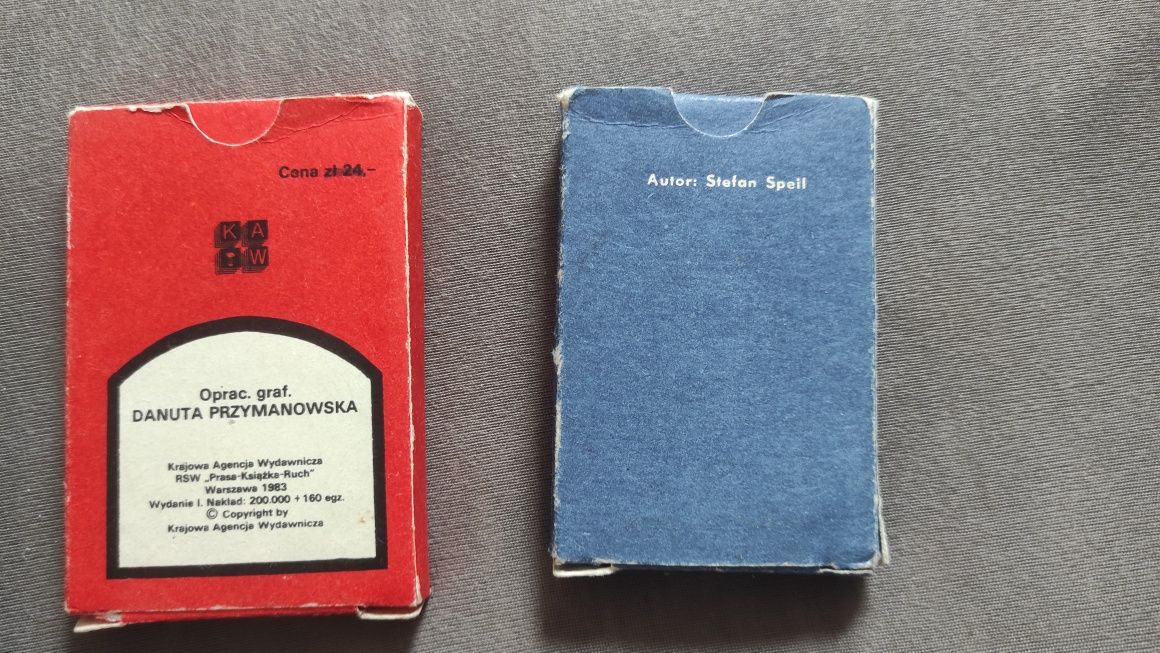 Cena zł 24,-
K A
W
Oprac. graf.
DANUTA PRZYMANOWSKA
Krajowa Agencja Wydawnicza
RSW „Prasa-Książka-Ruch"
Warszawa 1983
Wydanie I. Nakład: 200.000 + 160 egz.
© Copyright by
Krajowa Agencja Wydawnicza
Autor: Stefan Speil